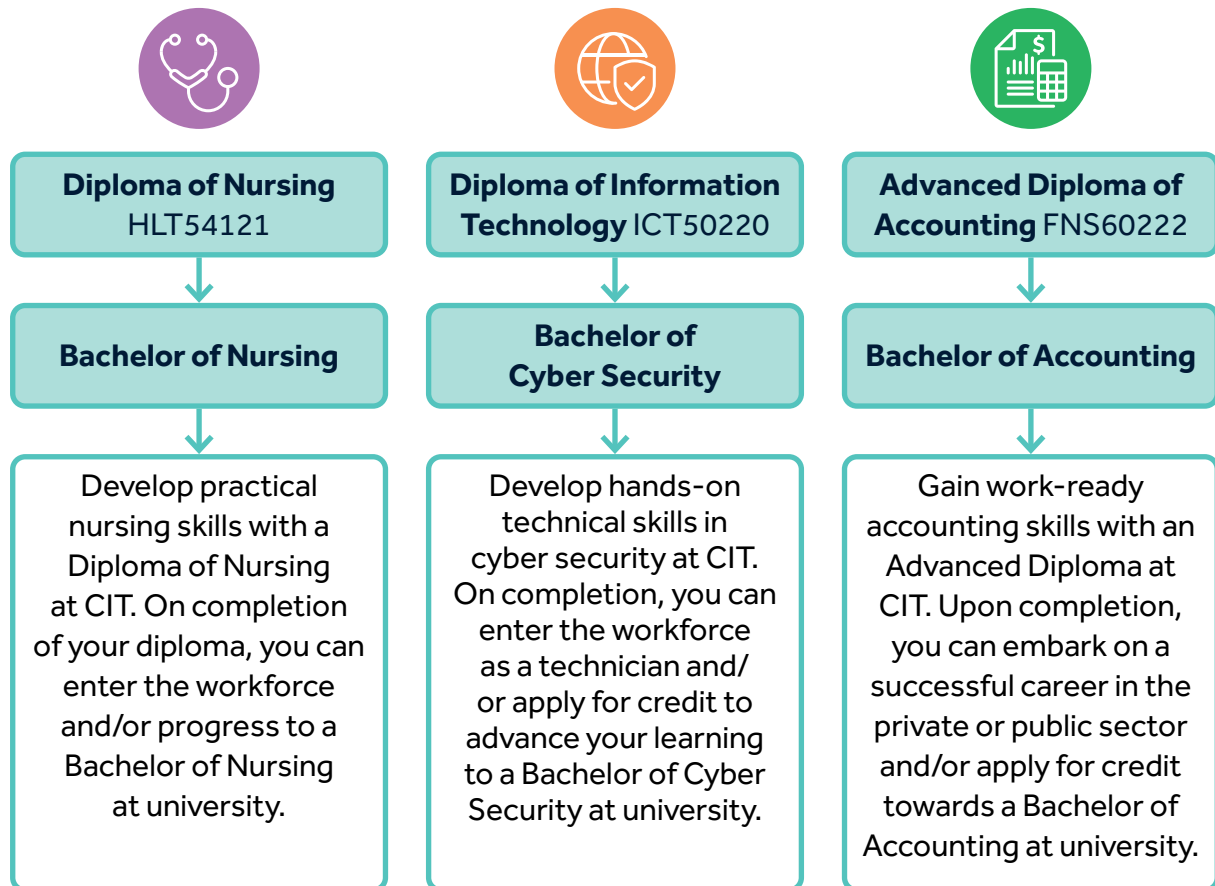 $
Diploma of Nursing
HLT54121
Bachelor of Nursing
Develop practical
nursing skills with a
Diploma of Nursing
at CIT. On completion
of your diploma, you can
enter the workforce
and/or progress to a
Bachelor of Nursing
at university.
Diploma of Information
Technology ICT50220
Bachelor of
Cyber Security
Develop hands-on
technical skills in
cyber security at CIT.
On completion, you can
enter the workforce
as a technician and/
or apply for credit to
advance your learning
to a Bachelor of Cyber
Security at university.
Advanced Diploma of
Accounting FNS60222
Bachelor of Accounting
Gain work-ready
accounting skills with an
Advanced Diploma at
CIT. Upon completion,
you can embark on a
successful career in the
private or public sector
and/or apply for credit
towards a Bachelor of
Accounting at university.